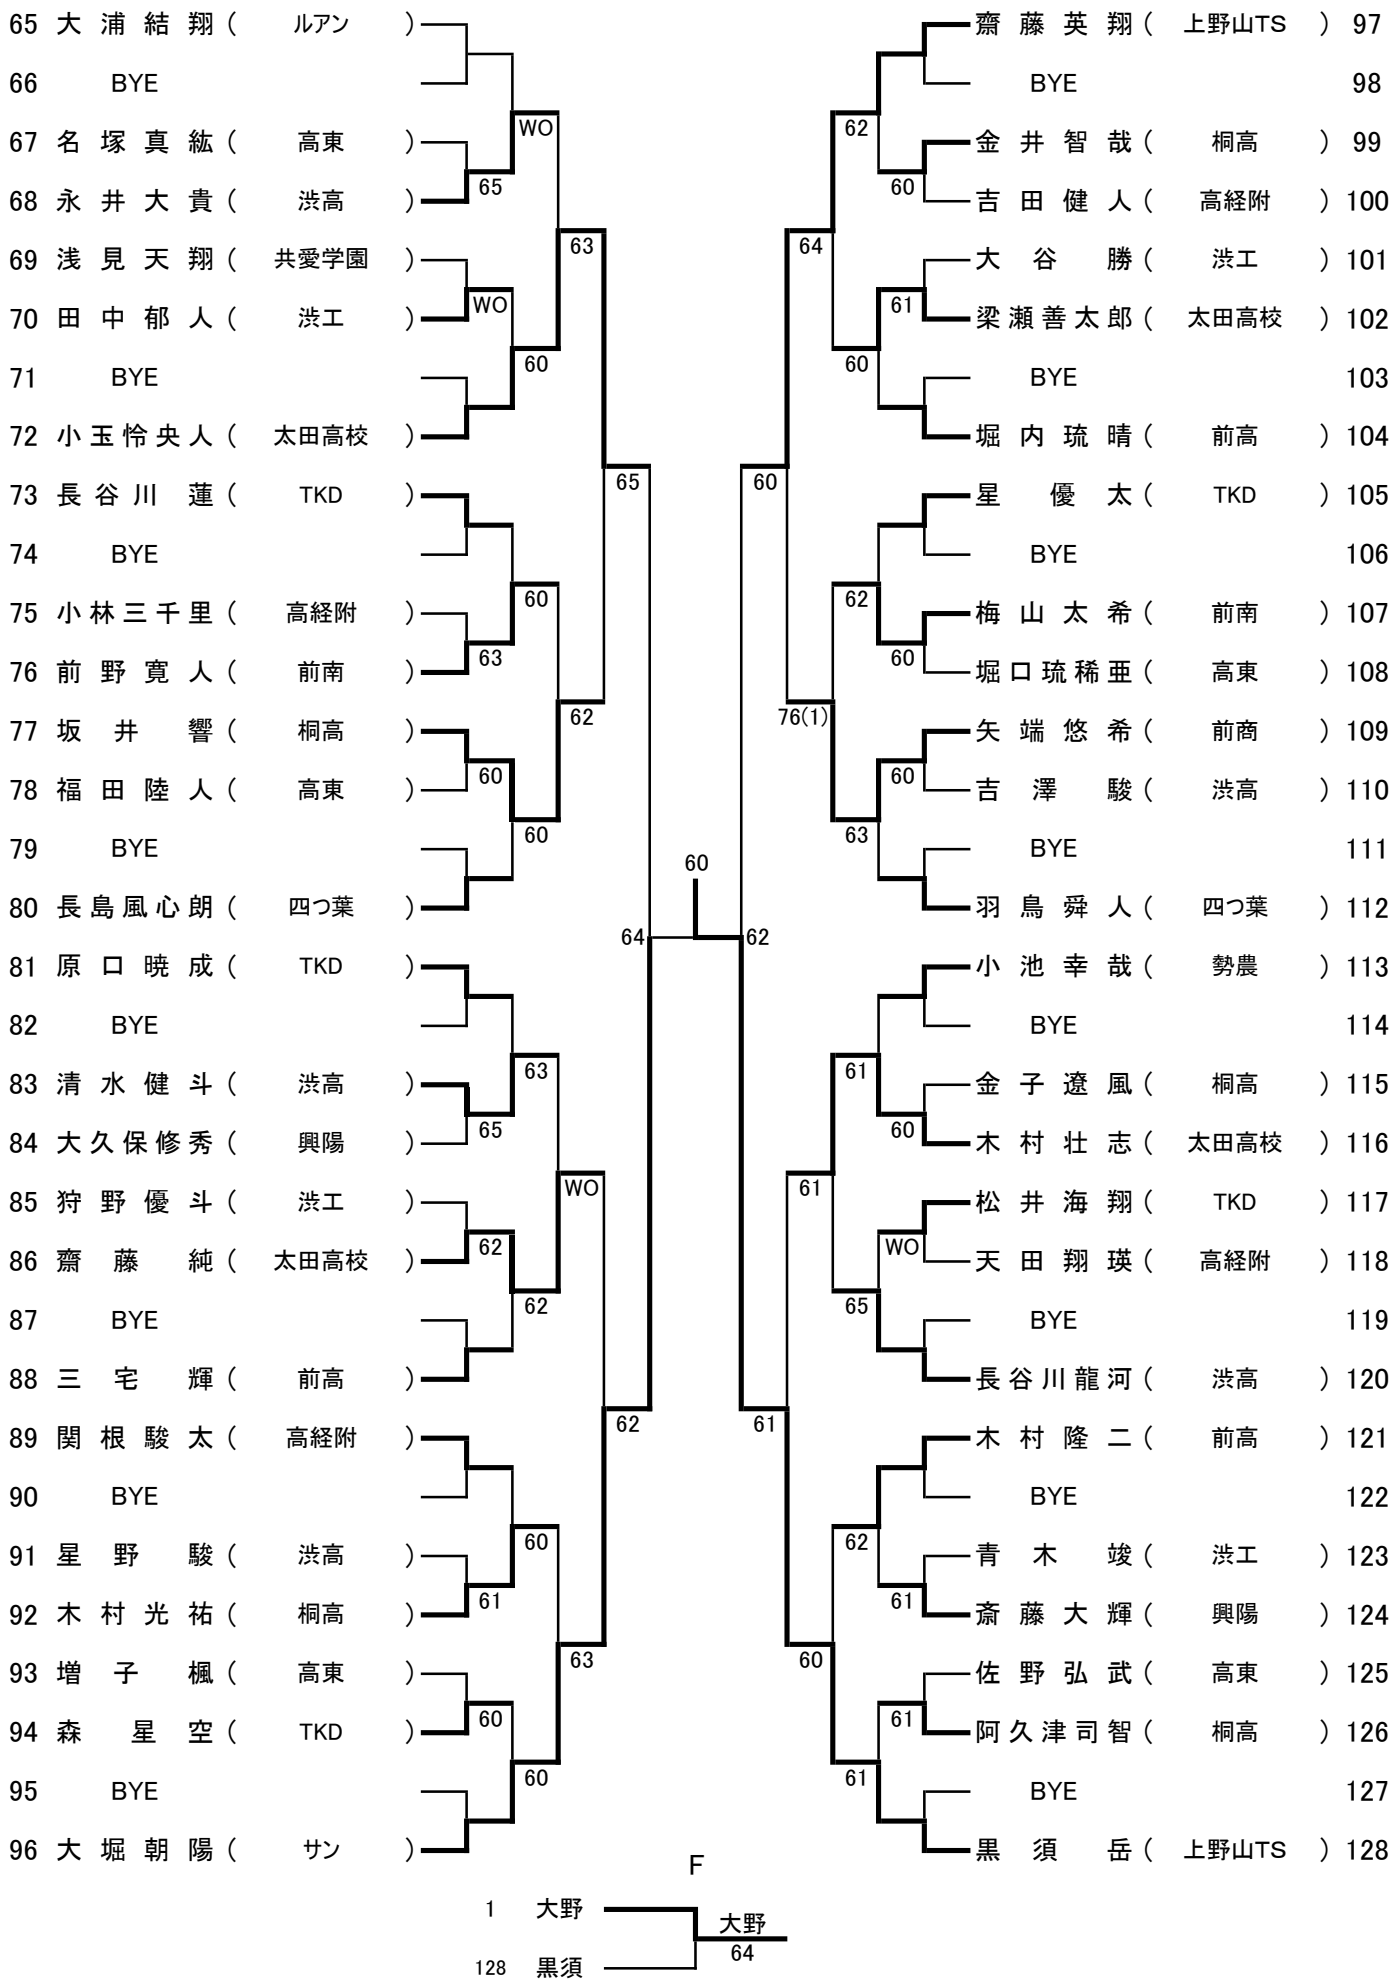 65 大浦結翔 ( ルアン )
66 BYE
67 名塚真紘 ( 高東 )
68 永井大貴 ( 渋高 )
69 浅見天翔 ( 共愛学園 )
70 田中郁人 ( 渋工 )
71 BYE
72 小玉怜央人 ( 太田高校 )
73 長谷川蓮 ( TKD )
74 BYE
75 小林三千里 ( 高経附 )
76 前野寛人 ( 前南 )
77 坂井響 ( 桐高 )
78 福田陸人 ( 高東 )
79 BYE
80 長島風心朗 ( 四つ葉 )
81 原口暁成 ( TKD )
82 BYE
83 清水健斗 ( 渋高 )
84 大久保修秀 ( 興陽 )
85 狩野優斗 ( 渋工 )
86 齋藤純 ( 太田高校 )
87 BYE
88 三宅輝 ( 前高 )
89 関根駿太 ( 高経附 )
90 BYE
91 星野駿 ( 渋高 )
92 木村光祐 ( 桐高 )
93 増子楓 ( 高東 )
94 森星空 ( TKD )
95 BYE
96 大堀朝陽 ( サン )
65
WO
60
63
60
62
60
65
WO
60
60
60
63
62
60
60
63
62
WO
63
65
62
64
60
62
60
61
64
76(1)
61
60
62
60
62
63
61
65
62
61
60
61
60
60
60
WO
61
61
齋藤英翔 ( 上野山TS ) 97
BYE 98
金井智哉 ( 桐高 ) 99
吉田健人 ( 高経附 ) 100
大谷勝 ( 渋工 ) 101
梁瀬善太郎 ( 太田高校 ) 102
BYE 103
堀内琉晴 ( 前高 ) 104
星優太 ( TKD ) 105
BYE 106
梅山太希 ( 前南 ) 107
堀口琉稀亜 ( 高東 ) 108
矢端悠希 ( 前商 ) 109
吉澤駿 ( 渋高 ) 110
BYE 111
羽鳥舜人 ( 四つ葉 ) 112
小池幸哉 ( 勢農 ) 113
BYE 114
金子遼風 ( 桐高 ) 115
木村壮志 ( 太田高校 ) 116
松井海翔 ( TKD ) 117
天田翔瑛 ( 高経附 ) 118
BYE 119
長谷川龍河 ( 渋高 ) 120
木村隆二 ( 前高 ) 121
BYE 122
青木竣 ( 渋工 ) 123
斎藤大輝 ( 興陽 ) 124
佐野弘武 ( 高東 ) 125
阿久津司智 ( 桐高 ) 126
BYE 127
黒須岳 ( 上野山TS ) 128
F
1 大野
大野
64
128 黒須